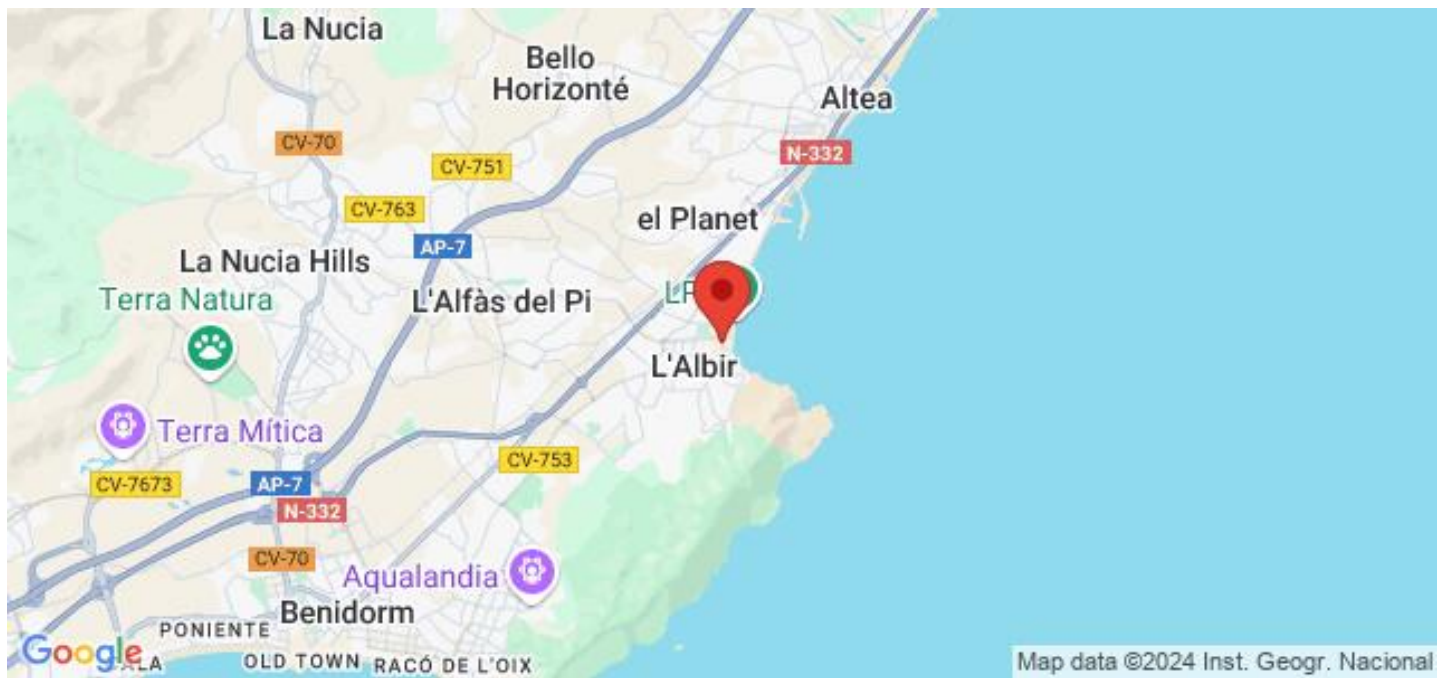 La Nucia
Bello
Horizonté
Altea
CV-70
N-332
CV-751
CV-763
el Planet
AP-7
La Nucia Hills
Terra Natura
L'Alfàs del Pi
L'Albir
Terra Mítica
CV-753
CV-7673
AP-7
N-332
CV-70
Aqualandia
Benidorm
PONIENTE
Google
OLD TOWN
RACÓ DE L'OIX
Map data ©2024 Inst. Geogr. Nacional